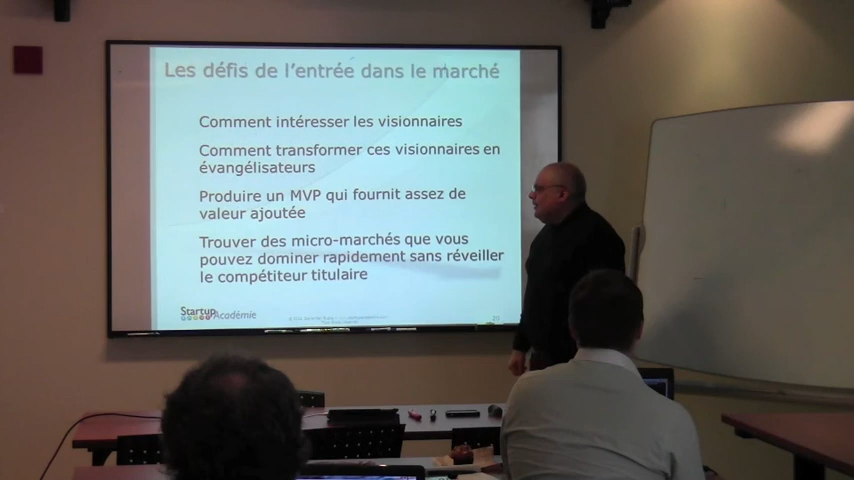 Les défis de l'entrée dans le marché
Comment intéresser les visionnaires
Comment transformer ces visionnaires en
évangélisateurs
Produire un MVP qui fournit assez de
valeur ajoutée
Trouver des micro-marchés que vous
pouvez dominer rapidement sans réveiller
le compétiteur titulaire
Startup Académie
20